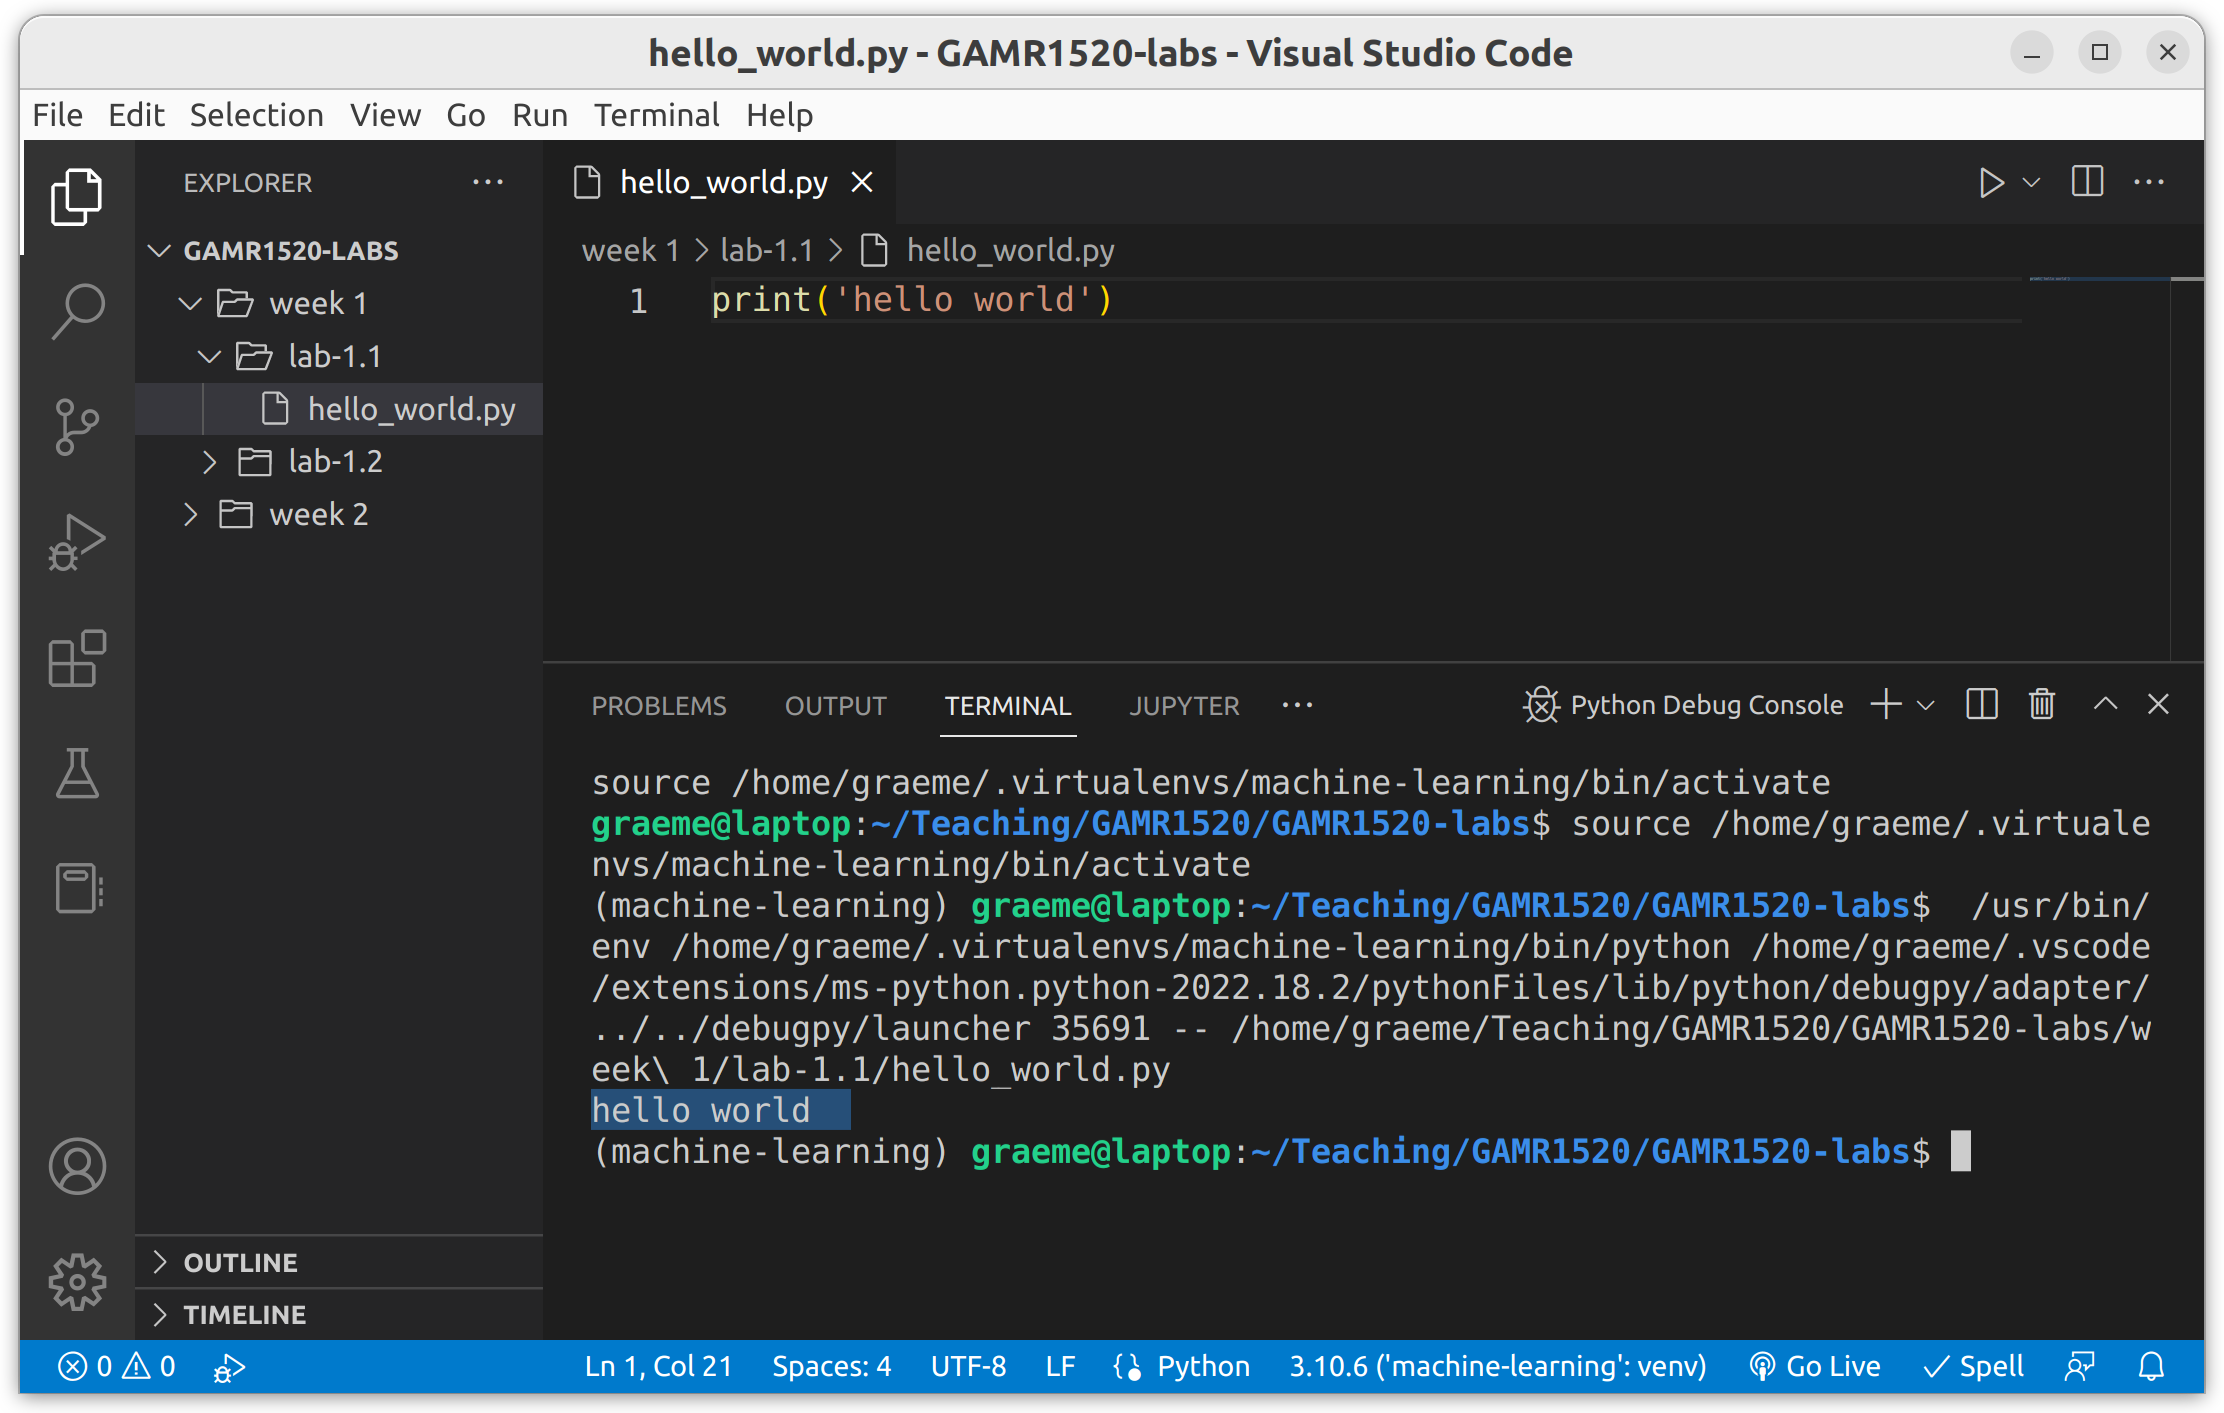 hello_world.py - GAMR1520-labs - Visual Studio Code
File Edit Selection View Go Run Terminal Help
EXPLORER
GAMR1520-LABS
week 1
lab-1.1
hello_world.py
lab-1.2
week 2
OUTLINE
TIMELINE
hello_world.py
week 1 > lab-1.1 > hello_world.py
1 print('hello world')
PROBLEMS OUTPUT TERMINAL JUPYTER Python Debug Console
source /home/graeme/.virtualenvs/machine-learning/bin/activate
graeme@laptop:~/Teaching/GAMR1520/GAMR1520-labs$ source /home/graeme/.virtuale
nvs/machine-learning/bin/activate
(machine-learning) graeme@laptop:~/Teaching/GAMR1520/GAMR1520-labs$  /usr/bin/
env /home/graeme/.virtualenvs/machine-learning/bin/python /home/graeme/.vscode
/extensions/ms-python.python-2022.18.2/pythonFiles/lib/python/debugpy/adapter/
../../debugpy/launcher 35691 -- /home/graeme/Teaching/GAMR1520/GAMR1520-labs/w
eek\ 1/lab-1.1/hello_world.py
hello world
(machine-learning) graeme@laptop:~/Teaching/GAMR1520/GAMR1520-labs$
0 0 Ln 1, Col 21 Spaces: 4 UTF-8 LF Python 3.10.6 ('machine-learning': venv) Go Live Spell